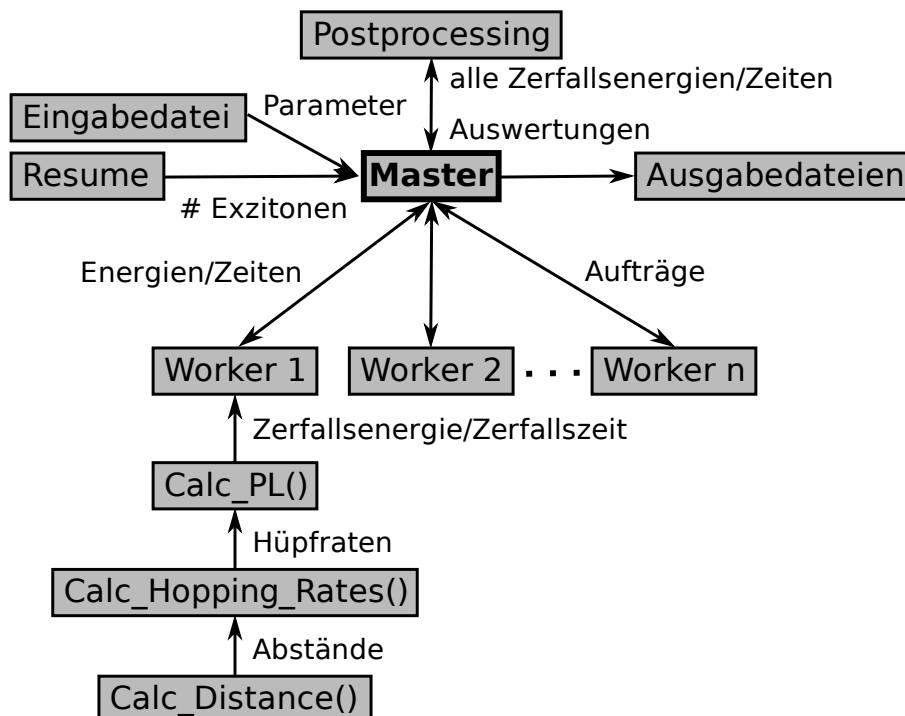 Postprocessing
alle Zerfallsenergien/Zeiten
Parameter
Eingabedatei
Auswertungen
Resume
Master
Ausgabedateien
# Exzitonen
Energien/Zeiten
Aufträge
Worker 1
Worker 2
. . .
Worker n
Zerfallsenergie/Zerfallszeit
Calc_PL()
Hüpfraten
Calc_Hopping_Rates()
Abstände
Calc_Distance()